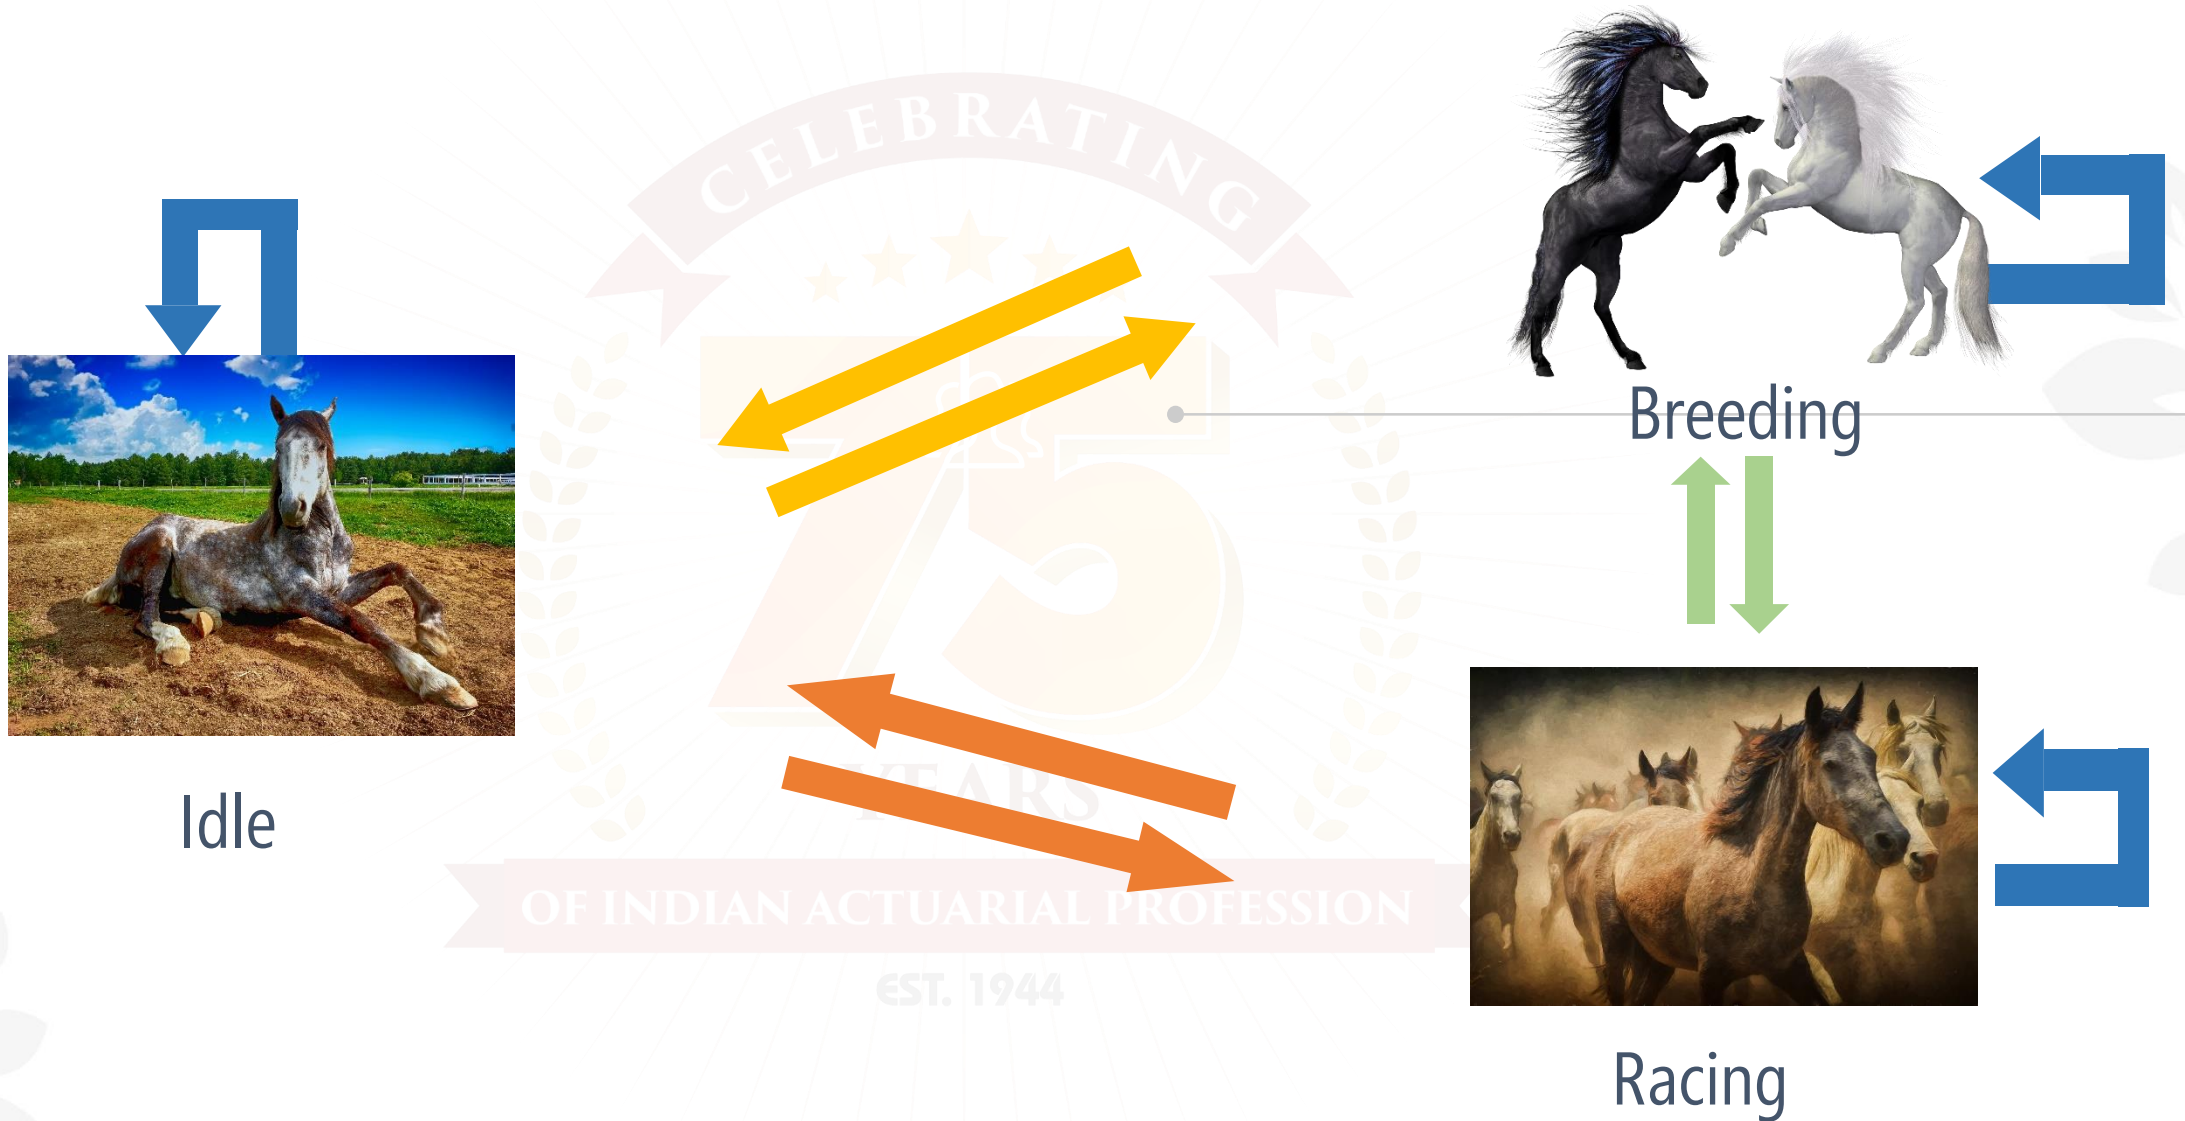 CELEBRATING
75
YEARS
OF INDIAN ACTUARIAL PROFESSION
EST. 1944
Breeding
Idle
Racing